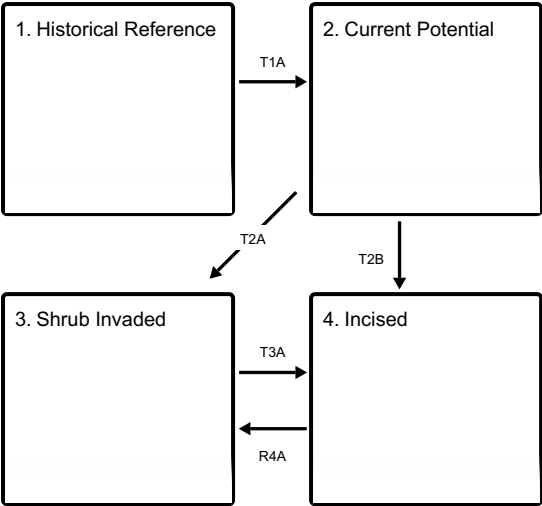 1. Historical Reference
T1A
2. Current Potential
T2A
T2B
3. Shrub Invaded
T3A
R4A
4. Incised